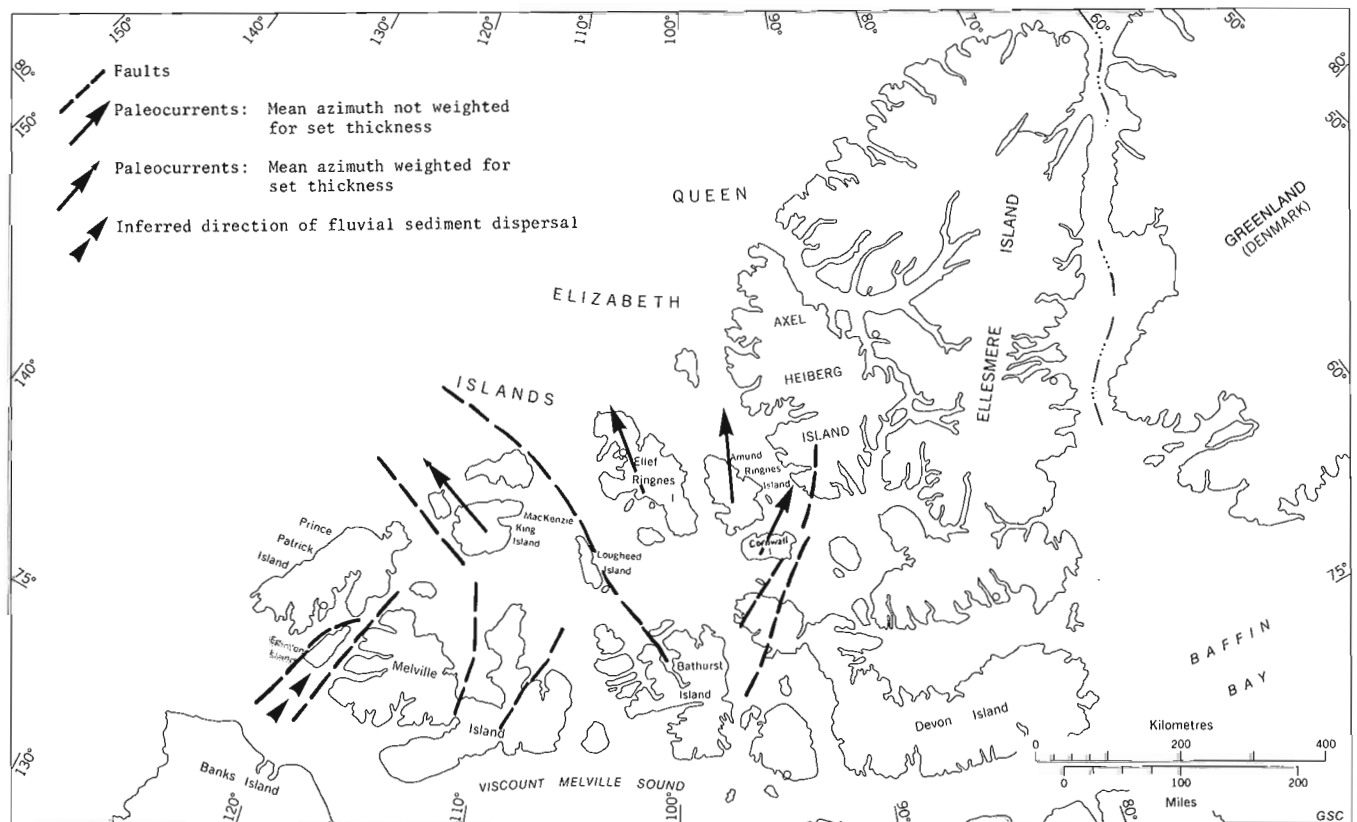 150°
140°
130°
120°
110°
100°
90°
80°
70°
60°
50°
80°
150°
140°
75°
130°
80°
50°
60°
75°
Faults
Paleocurrents: Mean azimuth not weighted
for set thickness
Paleocurrents: Mean azimuth weighted for
set thickness
Inferred direction of fluvial sediment dispersal
QUEEN
ELIZABETH
ISLANDS
GREENLAND
(DENMARK)
ELLESMERE
ISLAND
AXEL
HEIBERG
ISLAND
Ellef
Ringnes
I
Amund
Ringnes
Island
Cornwall
I
MacKenzie
King
Island
Lougheed
Island
Prince
Patrick
Island
Melville
Island
Bathurst
Island
Devon Island
Banks Island
VISCOUNT MELVILLE SOUND
BAFFIN
BAY
Kilometres
0 200 400
0 100 200
Miles
120°
110°
100°
90°
80°
GSC